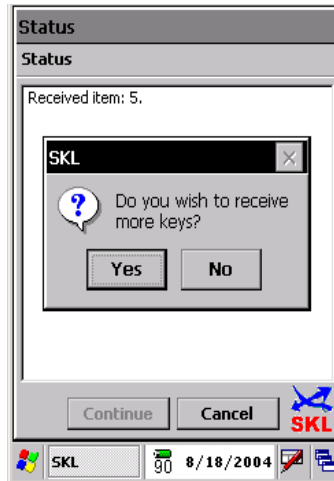 Status
Status
Received item: 5.
SKL
Do you wish to receive
more keys?
Yes No
Continue Cancel
SKL
SKL 90 8/18/2004